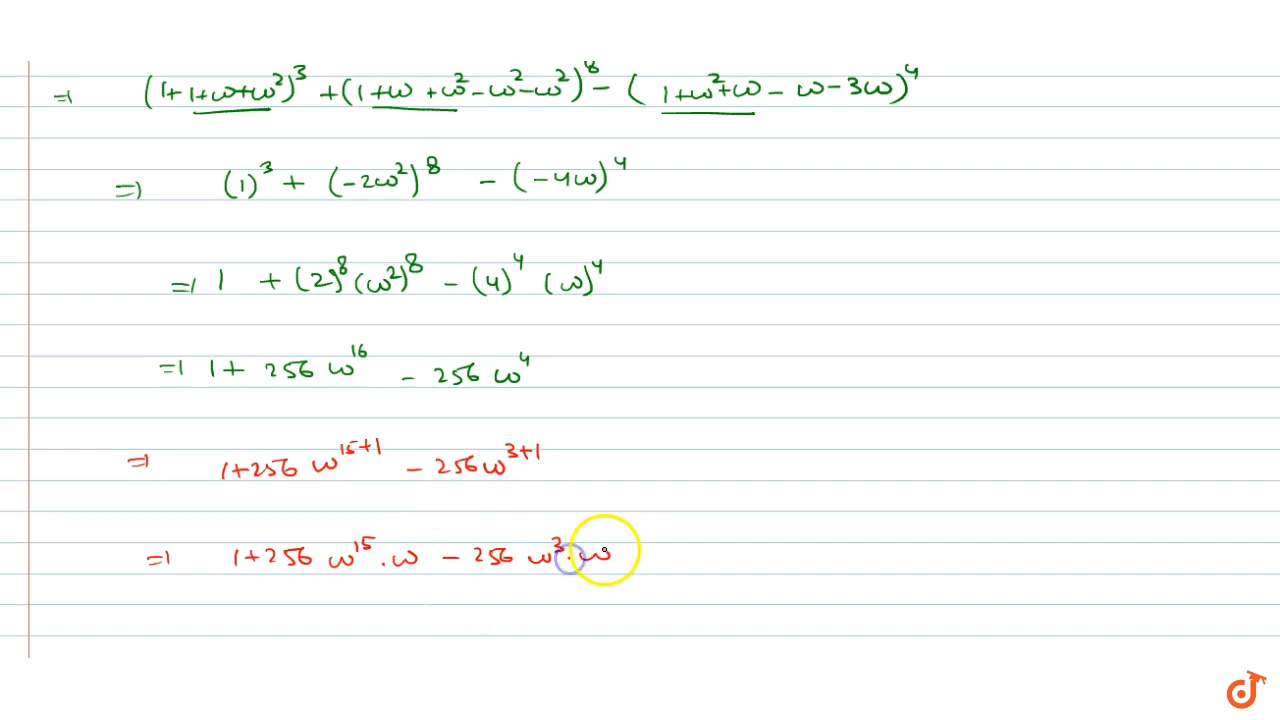 => (1+1+ω+ω²)³ + (1+ω+ω²-ω²-ω²)⁸ - (1+ω²+ω-ω-3ω)⁴
=> (1)³ + (-2ω²)⁸ - (-4ω)⁴
=> 1 + (2)⁸(ω²)⁸ - (4)⁴ (ω)⁴
=> 1 + 256 ω¹⁶ - 256 ω⁴
=> 1+256 ω¹⁵⁺¹ - 256ω³⁺¹
=> 1+256 ω¹⁵.ω - 256 ω³.ω